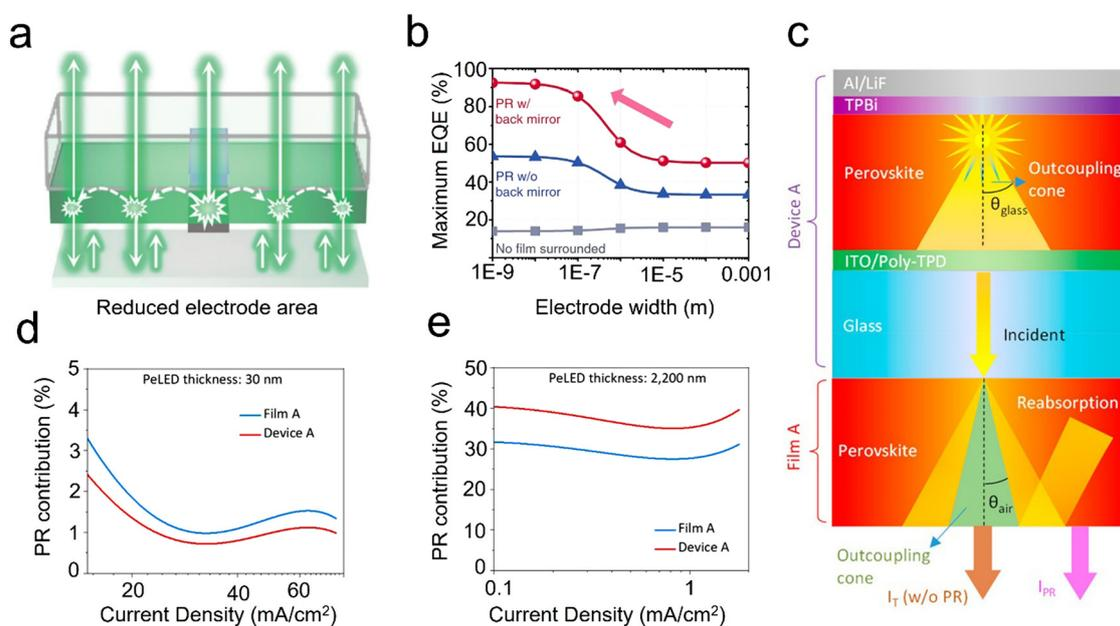 a
Reduced electrode area
b
Maximum EQE (%)
100
80
60
40
20
PR w/
back mirror
PR w/o
back mirror
No film surrounded
1E-9
1E-7
1E-5
0.001
Electrode width (m)
c
Device A
Al/LiF
TPBi
Perovskite
Outcoupling
cone
θglass
ITO/Poly-TPD
Glass
Incident
Film A
Reabsorption
Perovskite
θair
Outcoupling
cone
IT (w/o PR)
IPR
d
PR contribution (%)
5
4
3
2
1
0
PeLED thickness: 30 nm
Film A
Device A
20
40
60
Current Density (mA/cm²)
e
PR contribution (%)
50
40
30
20
10
0
PeLED thickness: 2,200 nm
Film A
Device A
0.1
1
Current Density (mA/cm²)